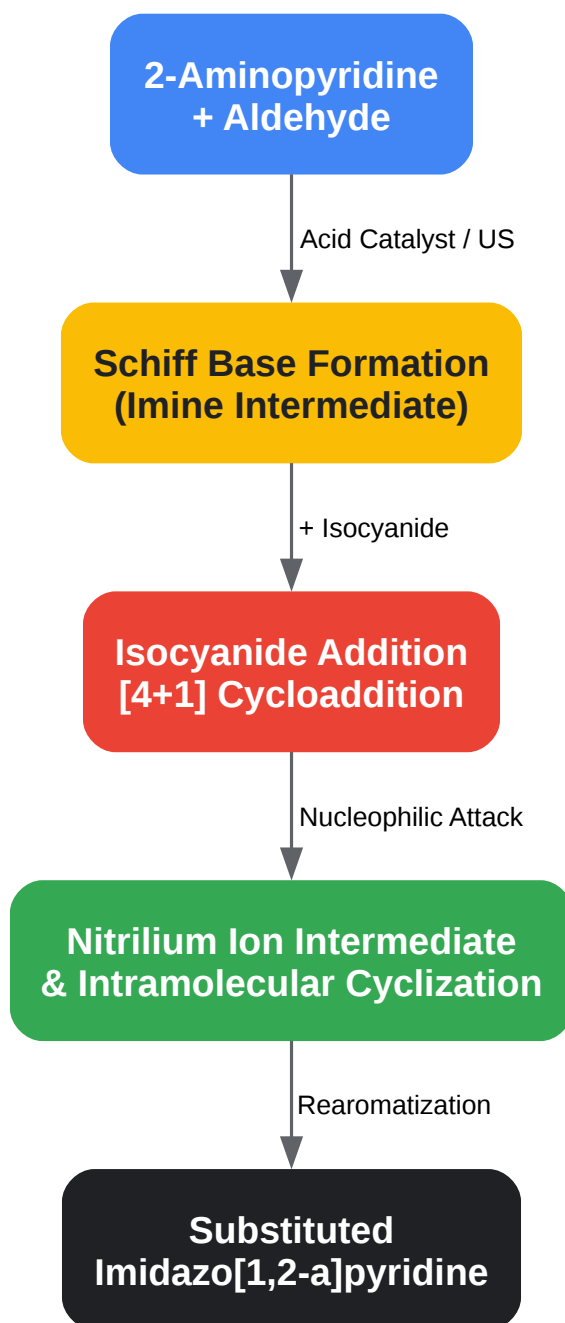 2-Aminopyridine
+ Aldehyde
Acid Catalyst / US
Schiff Base Formation
(Imine Intermediate)
+ Isocyanide
Isocyanide Addition
[4+1] Cycloaddition
Nucleophilic Attack
Nitrilium Ion Intermediate
& Intramolecular Cyclization
Rearomatization
Substituted
Imidazo[1,2-a]pyridine